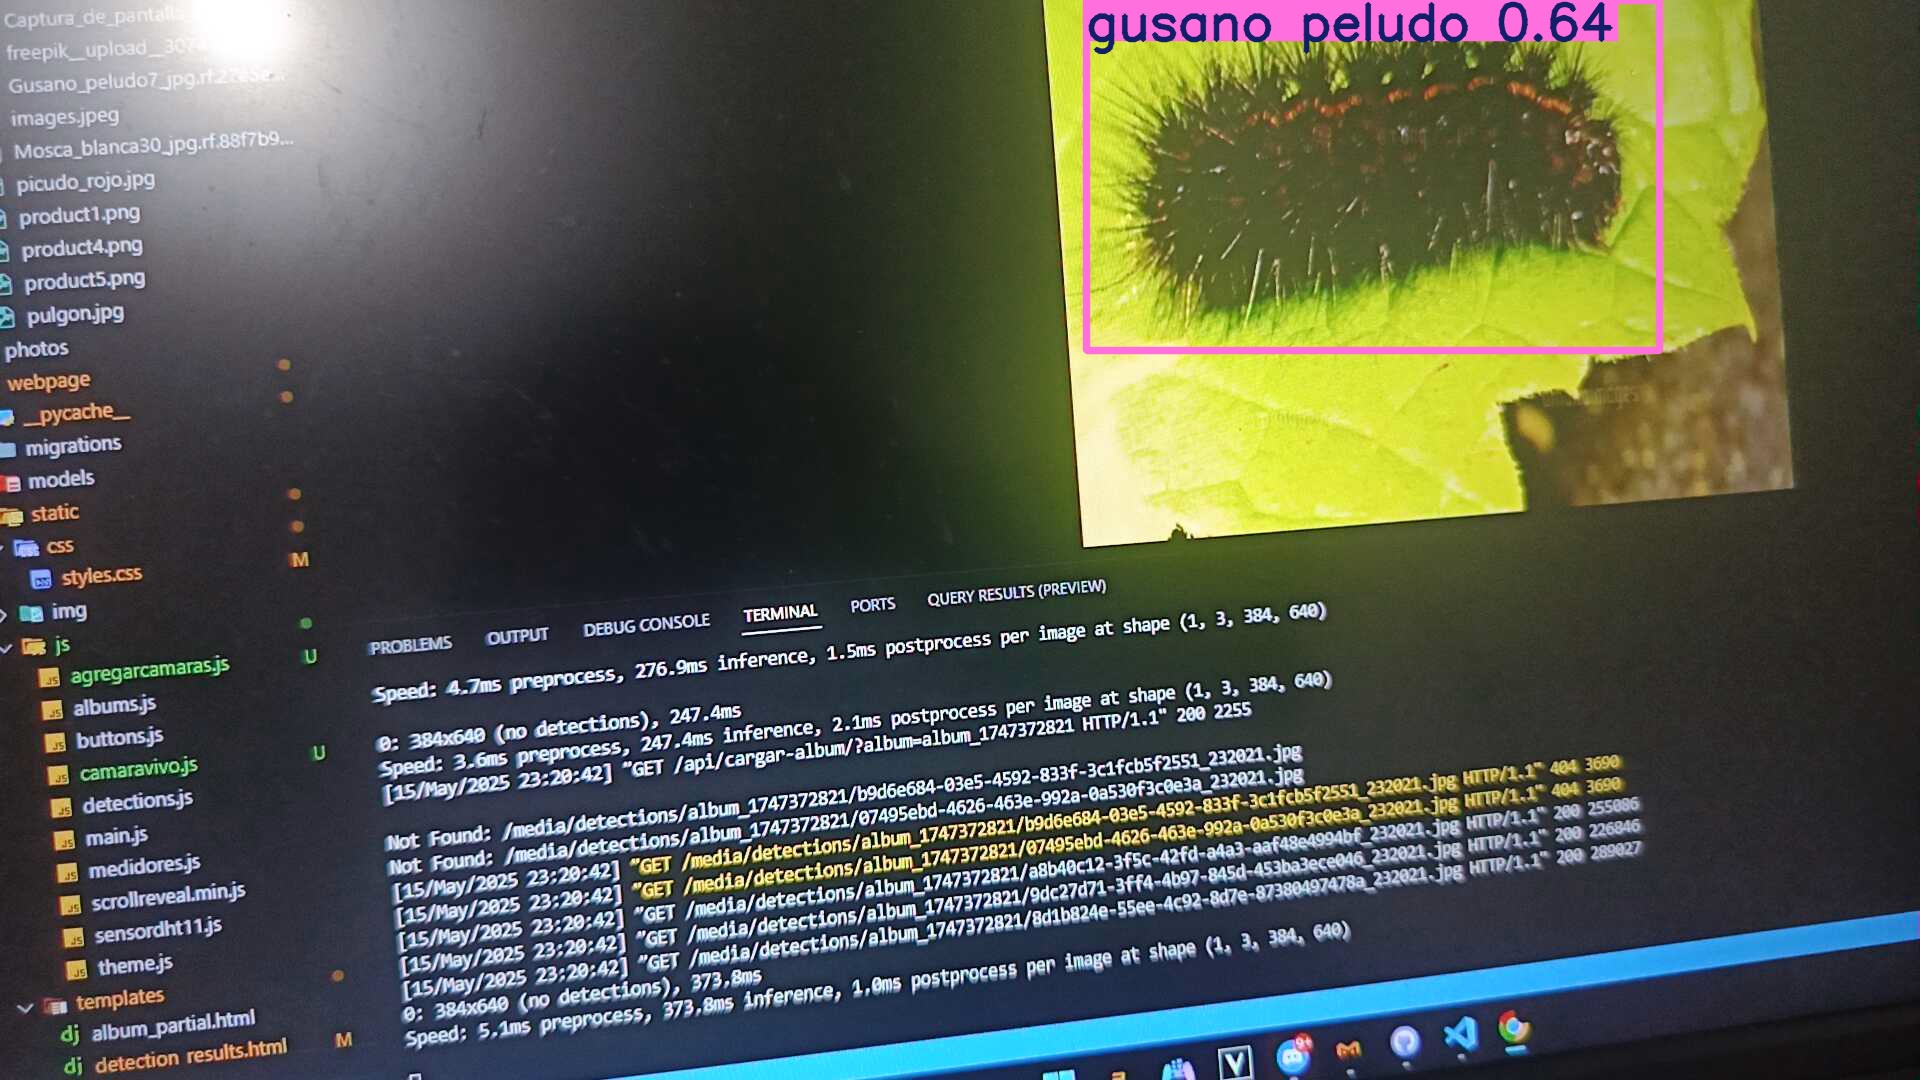 Captura_de_pantalla_
freepik__upload__3074
Gusano_peludo7_jpg.rf.27e5e...
images.jpeg
Mosca_blanca30_jpg.rf.88f7b9...
picudo_rojo.jpg
product1.png
product4.png
product5.png
pulgon.jpg
photos
webpage
__pycache__
migrations
models
static
css
styles.css M
img
js
agregarcamaras.js U
albums.js
buttons.js
camaravivo.js U
detections.js
main.js
medidores.js
scrollreveal.min.js
sensordht11.js
theme.js
templates
album_partial.html
detection results.html M
gusano peludo 0.64
PROBLEMS OUTPUT DEBUG CONSOLE TERMINAL PORTS QUERY RESULTS (PREVIEW)
Speed: 4.7ms preprocess, 276.9ms inference, 1.5ms postprocess per image at shape (1, 3, 384, 640)
0: 384x640 (no detections), 247.4ms
Speed: 3.6ms preprocess, 247.4ms inference, 2.1ms postprocess per image at shape (1, 3, 384, 640)
[15/May/2025 23:20:42] "GET /api/cargar-album/?album=album_1747372821 HTTP/1.1" 200 2255
Not Found: /media/detections/album_1747372821/b9d6e684-03e5-4592-833f-3c1fcb5f2551_232021.jpg
Not Found: /media/detections/album_1747372821/07495ebd-4626-463e-992a-0a530f3c0e3a_232021.jpg
[15/May/2025 23:20:42] "GET /media/detections/album_1747372821/b9d6e684-03e5-4592-833f-3c1fcb5f2551_232021.jpg HTTP/1.1" 404 3690
[15/May/2025 23:20:42] "GET /media/detections/album_1747372821/07495ebd-4626-463e-992a-0a530f3c0e3a_232021.jpg HTTP/1.1" 404 3690
[15/May/2025 23:20:42] "GET /media/detections/album_1747372821/a8b40c12-3f5c-42fd-a4a3-aaf48e4994bf_232021.jpg HTTP/1.1" 200 255086
[15/May/2025 23:20:42] "GET /media/detections/album_1747372821/9dc27d71-3ff4-4b97-845d-453ba3ece046_232021.jpg HTTP/1.1" 200 226846
[15/May/2025 23:20:42] "GET /media/detections/album_1747372821/8d1b824e-55ee-4c92-8d7e-87380497478a_232021.jpg HTTP/1.1" 200 289027
0: 384x640 (no detections), 373.8ms
Speed: 5.1ms preprocess, 373.8ms inference, 1.0ms postprocess per image at shape (1, 3, 384, 640)